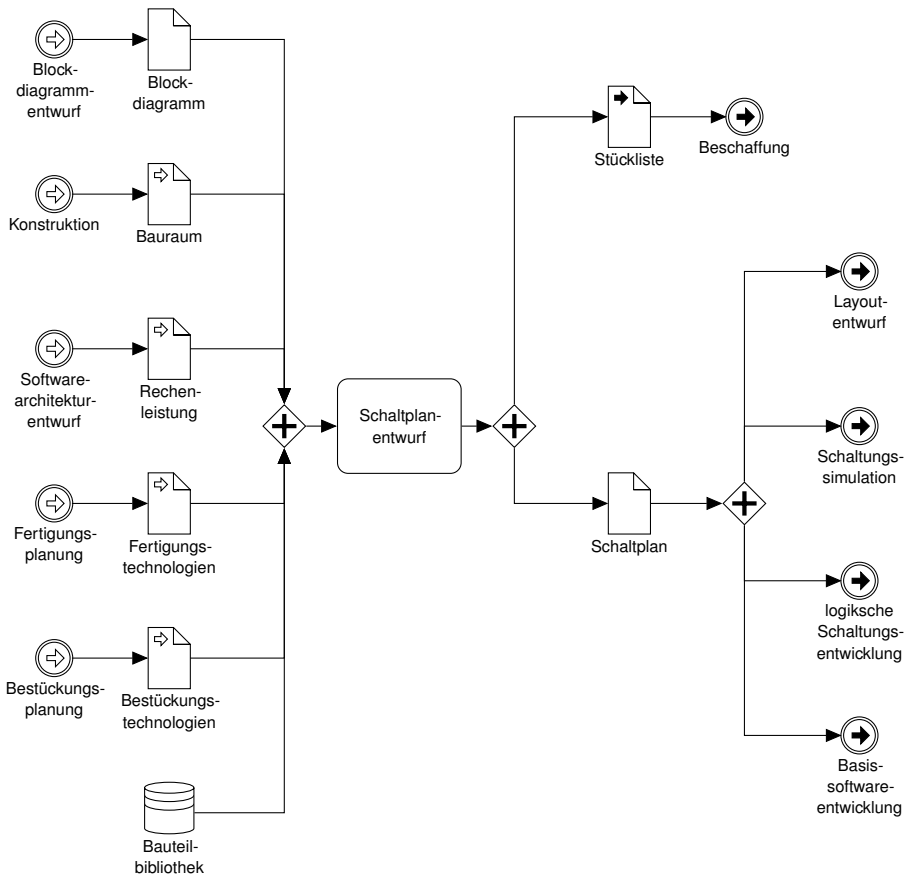 Block-
diagramm-
entwurf
Block-
diagramm
Konstruktion
Bauraum
Software-
architektur-
entwurf
Rechen-
leistung
Fertigungs-
planung
Fertigungs-
technologien
Bestückungs-
planung
Bestückungs-
technologien
Bauteil-
bibliothek
Schaltplan-
entwurf
Stückliste
Beschaffung
Schaltplan
Layout-
entwurf
Schaltungs-
simulation
logiksche
Schaltungs-
entwicklung
Basis-
software-
entwicklung